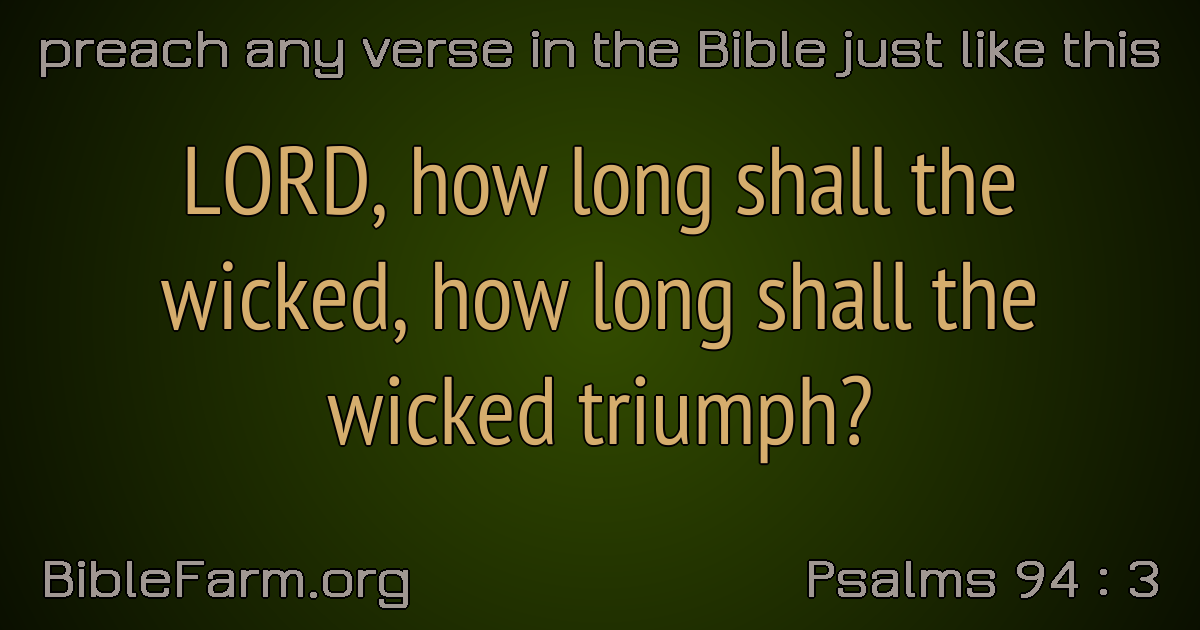 preach any verse in the Bible just like this
LORD, how long shall the
wicked, how long shall the
wicked triumph?
BibleFarm.org
Psalms 94 : 3